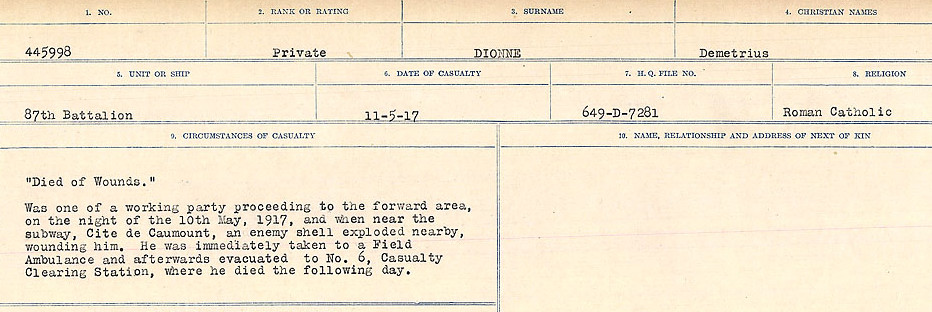 1. NO. 2. RANK OR RATING 3. SURNAME 4. CHRISTIAN NAMES
445998 Private DIONNE Demetrius
5. UNIT OR SHIP 6. DATE OF CASUALTY 7. H. Q. FILE NO. 8. RELIGION
87th Battalion 11-5-17 649-D-7281 Roman Catholic
9. CIRCUMSTANCES OF CASUALTY 10. NAME, RELATIONSHIP AND ADDRESS OF NEXT OF KIN
"Died of Wounds."
Was one of a working party proceeding to the forward area,
on the night of the 10th May, 1917, and when near the
subway, Cite de Caumount, an enemy shell exploded nearby,
wounding him. He was immediately taken to a Field
Ambulance and afterwards evacuated to No. 6, Casualty
Clearing Station, where he died the following day.